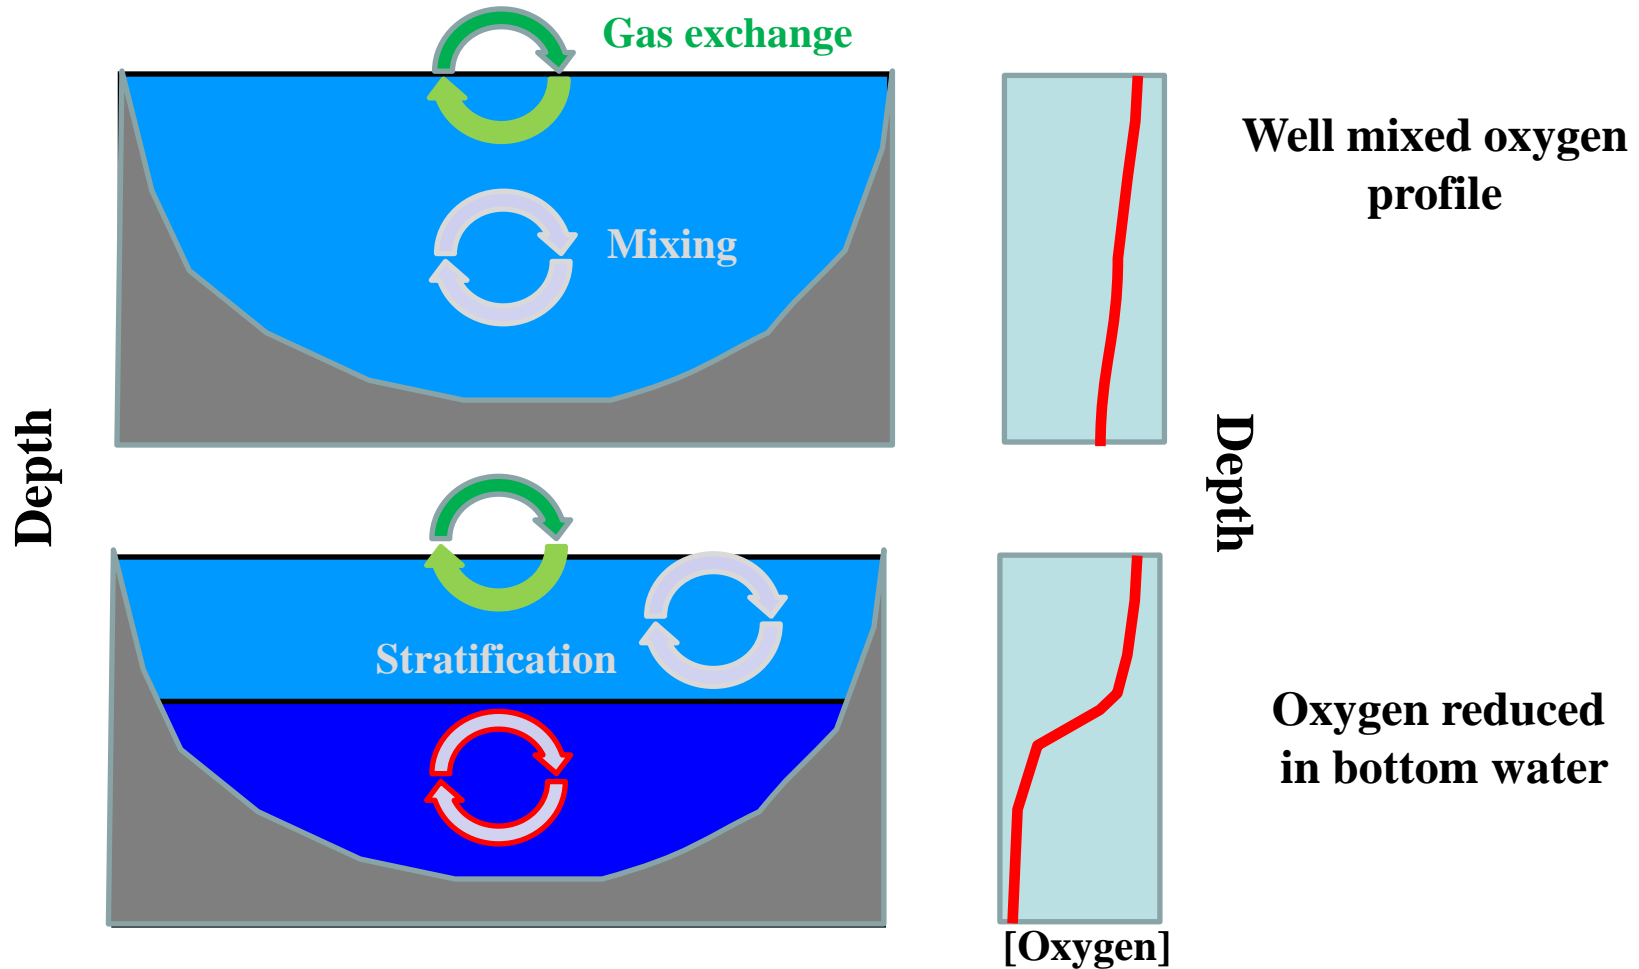 Gas exchange
Well mixed oxygen
profile
Mixing
Depth
Depth
Stratification
Oxygen reduced
in bottom water
[Oxygen]